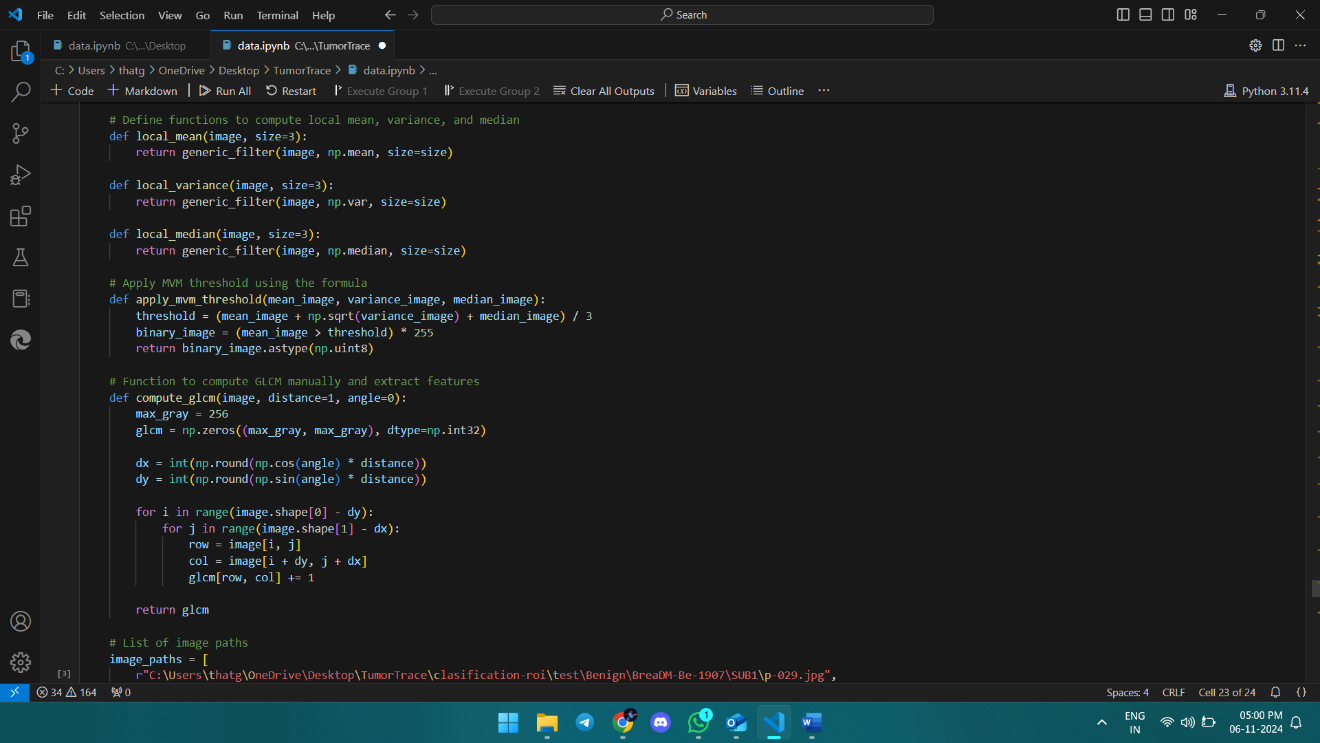 File Edit Selection View Go Run Terminal Help Search
data.ipynb C:\...\Desktop data.ipynb C:\...\TumorTrace
C: > Users > thatg > OneDrive > Desktop > TumorTrace > data.ipynb > ...
+ Code + Markdown Run All Restart Execute Group 1 Execute Group 2 Clear All Outputs Variables Outline ... Python 3.11.4
# Define functions to compute local mean, variance, and median
def local_mean(image, size=3):
    return generic_filter(image, np.mean, size=size)
def local_variance(image, size=3):
    return generic_filter(image, np.var, size=size)
def local_median(image, size=3):
    return generic_filter(image, np.median, size=size)
# Apply MVM threshold using the formula
def apply_mvm_threshold(mean_image, variance_image, median_image):
    threshold = (mean_image + np.sqrt(variance_image) + median_image) / 3
    binary_image = (mean_image > threshold) * 255
    return binary_image.astype(np.uint8)
# Function to compute GLCM manually and extract features
def compute_glcm(image, distance=1, angle=0):
    max_gray = 256
    glcm = np.zeros((max_gray, max_gray), dtype=np.int32)
    dx = int(np.round(np.cos(angle) * distance))
    dy = int(np.round(np.sin(angle) * distance))
    for i in range(image.shape[0] - dy):
        for j in range(image.shape[1] - dx):
            row = image[i, j]
            col = image[i + dy, j + dx]
            glcm[row, col] += 1
    return glcm
# List of image paths
image_paths = [
[3] r"C:\Users\thatg\OneDrive\Desktop\TumorTrace\clasification-roi\test\Benign\BreaDM-Be-1907\SUB1\p-029.jpg",
34 164 0 Spaces: 4 CRLF Cell 23 of 24 {}
1
1
ENG
IN
05:00 PM
06-11-2024